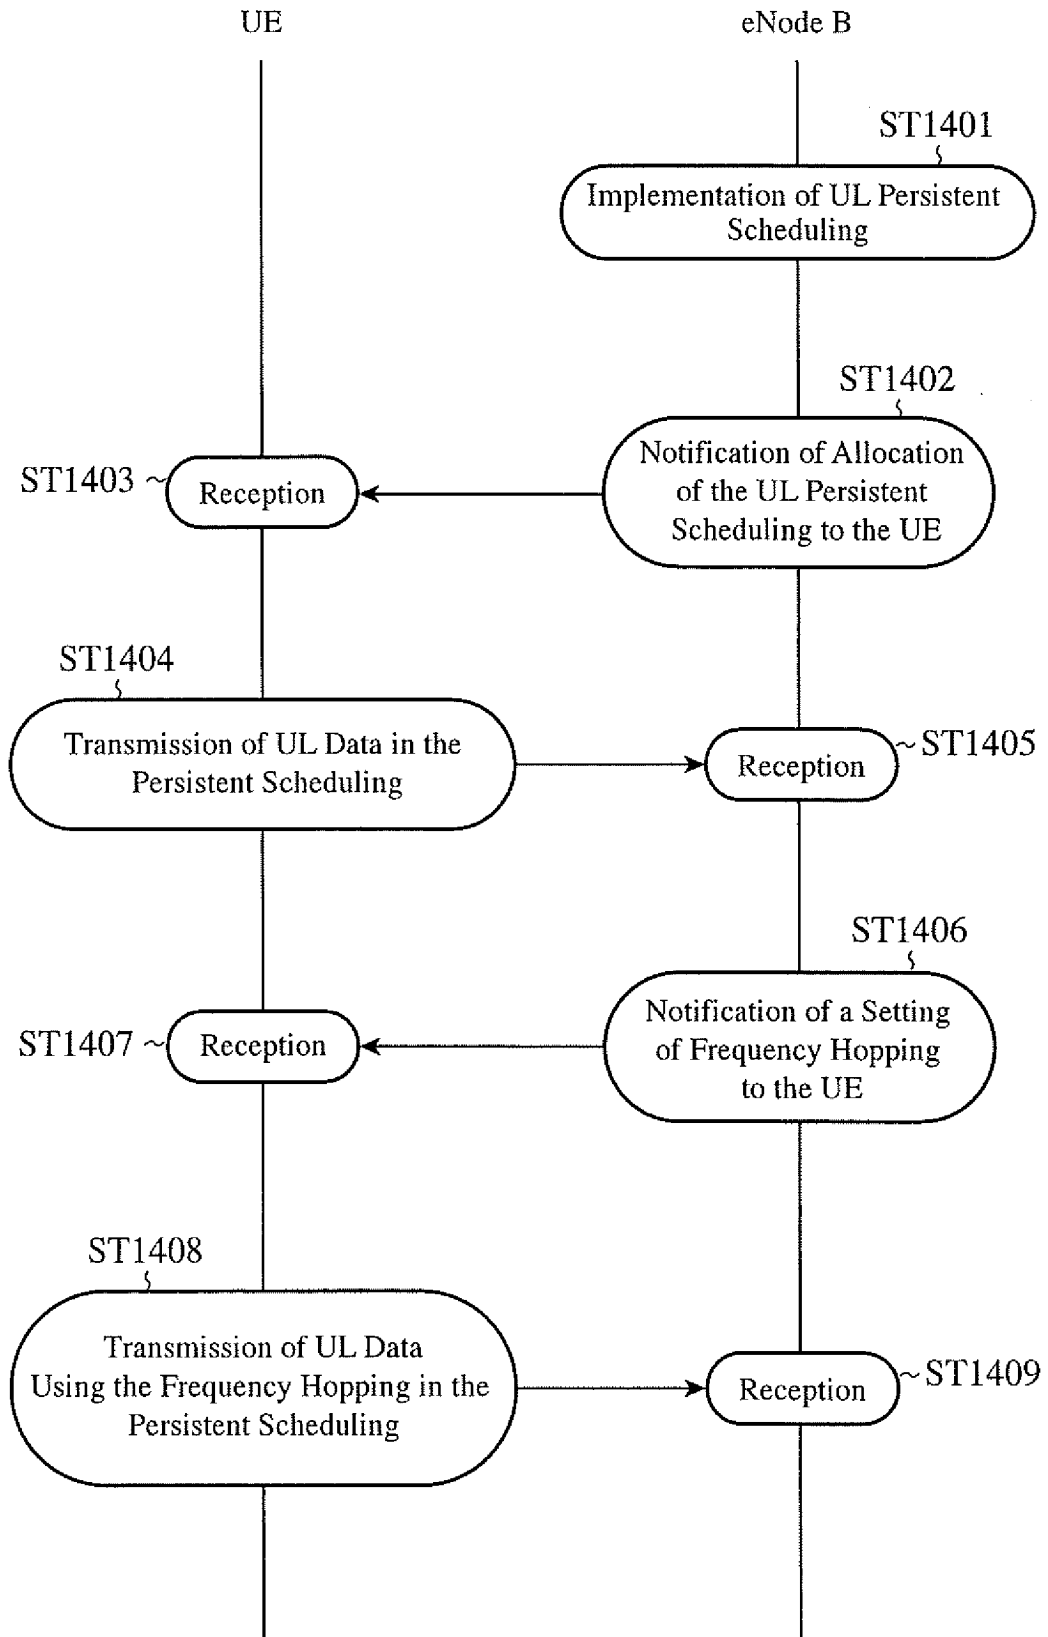 UE
eNode B
ST1401
Implementation of UL Persistent
Scheduling
ST1402
Notification of Allocation
of the UL Persistent
Scheduling to the UE
ST1403
Reception
ST1404
Transmission of UL Data in the
Persistent Scheduling
Reception
ST1405
ST1406
Notification of a Setting
of Frequency Hopping
to the UE
ST1407
Reception
ST1408
Transmission of UL Data
Using the Frequency Hopping in the
Persistent Scheduling
Reception
ST1409